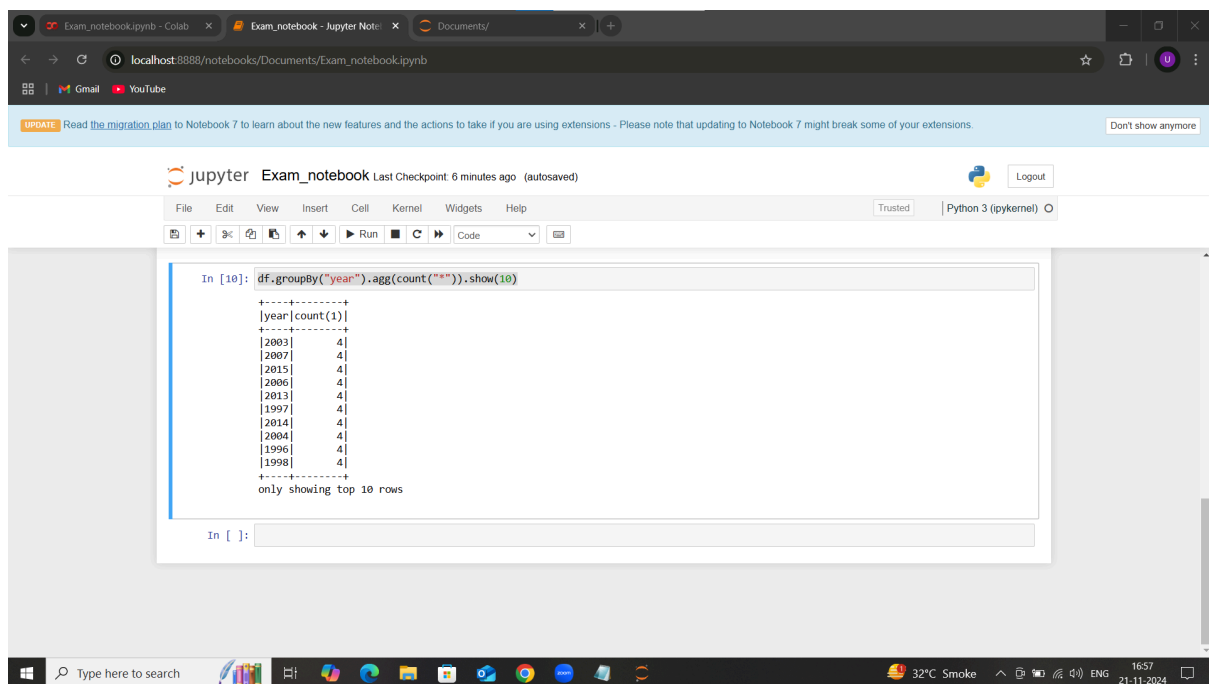 Exam_notebook.ipynb - Colab
Exam_notebook - Jupyter Note
Documents/
localhost:8888/notebooks/Documents/Exam_notebook.ipynb
Gmail YouTube
UPDATE Read the migration plan to Notebook 7 to learn about the new features and the actions to take if you are using extensions - Please note that updating to Notebook 7 might break some of your extensions. Don't show anymore
jupyter Exam_notebook Last Checkpoint: 6 minutes ago (autosaved) Logout
File Edit View Insert Cell Kernel Widgets Help Trusted Python 3 (ipykernel)
Run Code
In [10]: df.groupBy("year").agg(count("*")).show(10)
+----+--------+
|year|count(1)|
+----+--------+
|2003|       4|
|2007|       4|
|2015|       4|
|2006|       4|
|2013|       4|
|1997|       4|
|2014|       4|
|2004|       4|
|1996|       4|
|1998|       4|
+----+--------+
only showing top 10 rows
In [ ]:
Type here to search zoom 32°C Smoke ENG 16:57
21-11-2024